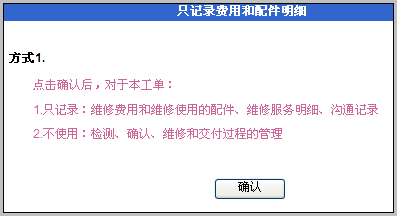 只记录费用和配件明细
方式1.
点击确认后，对于本工单：
1.只记录：维修费用和维修使用的配件、维修服务明细、沟通记录
2.不使用：检测、确认、维修和交付过程的管理
确认